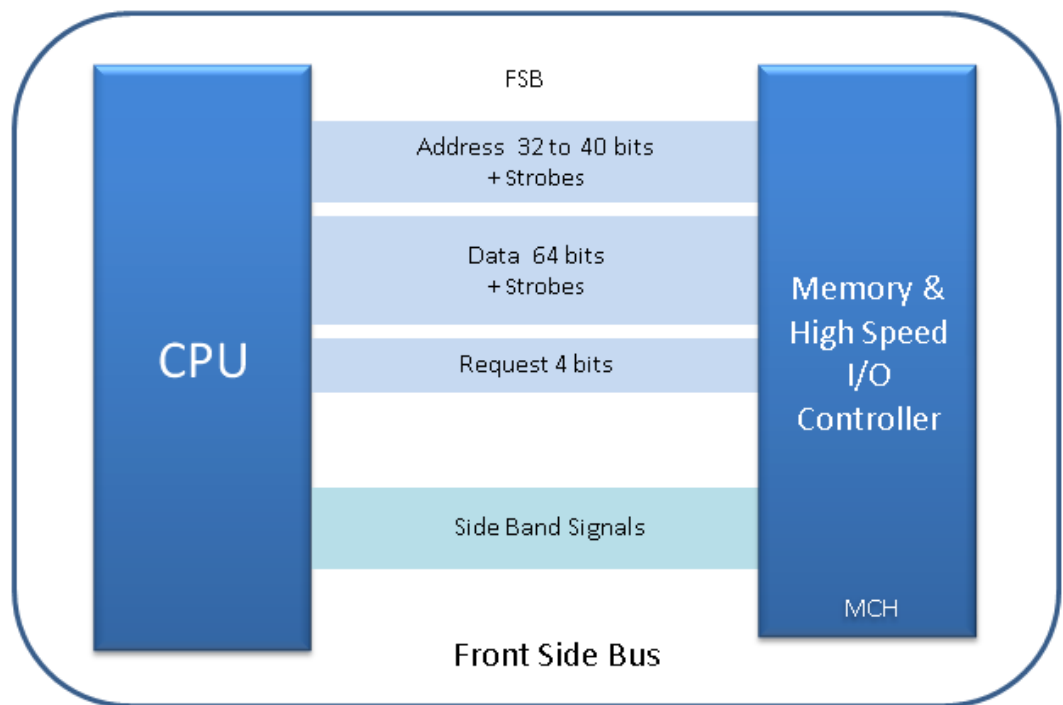 FSB
Address 32 to 40 bits
+ Strobes
Data 64 bits
+ Strobes
Request 4 bits
Side Band Signals
CPU
Memory &
High Speed
I/O
Controller
MCH
Front Side Bus